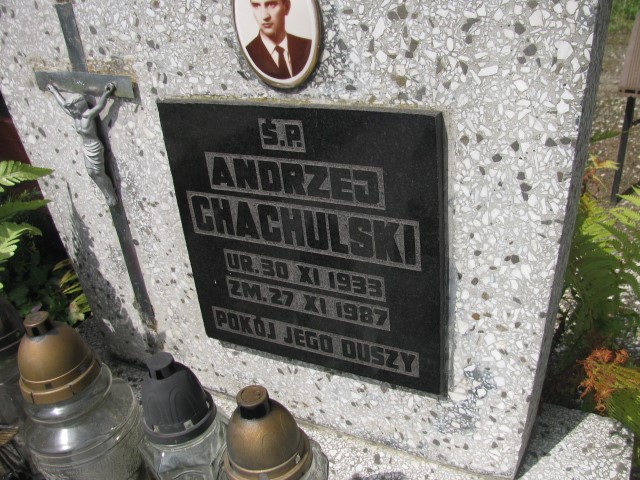 Ś.P.
ANDRZEJ
CHACHULSKI
UR. 30 XI 1933
ZM. 27 XI 1987
POKÓJ JEGO DUSZY